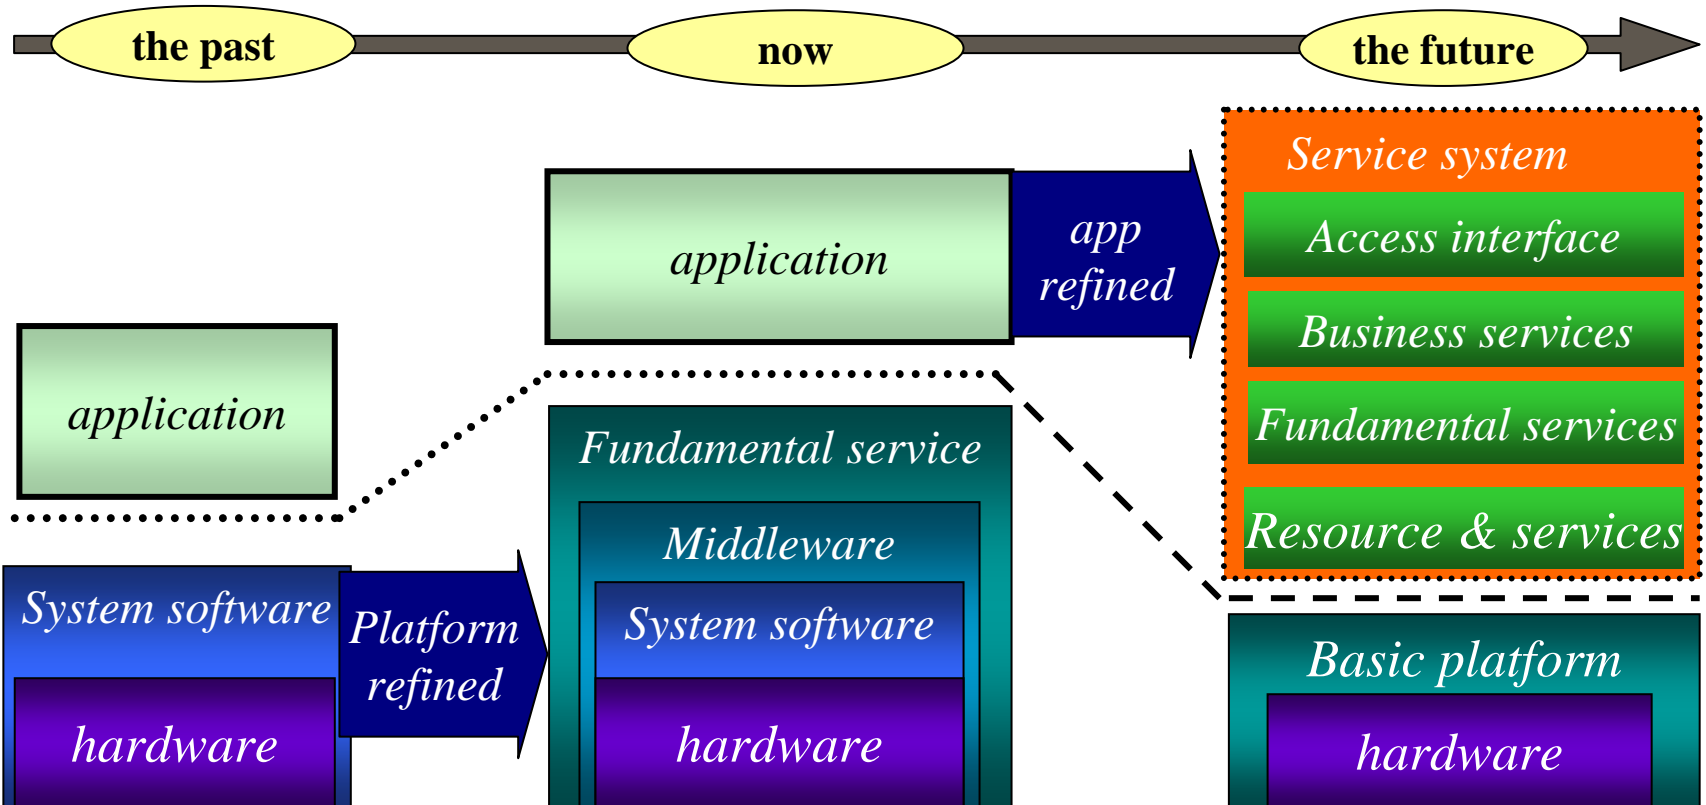 the past
now
the future
application
System software
hardware
Platform
refined
application
Fundamental service
Middleware
System software
hardware
app
refined
Service system
Access interface
Business services
Fundamental services
Resource & services
Basic platform
hardware